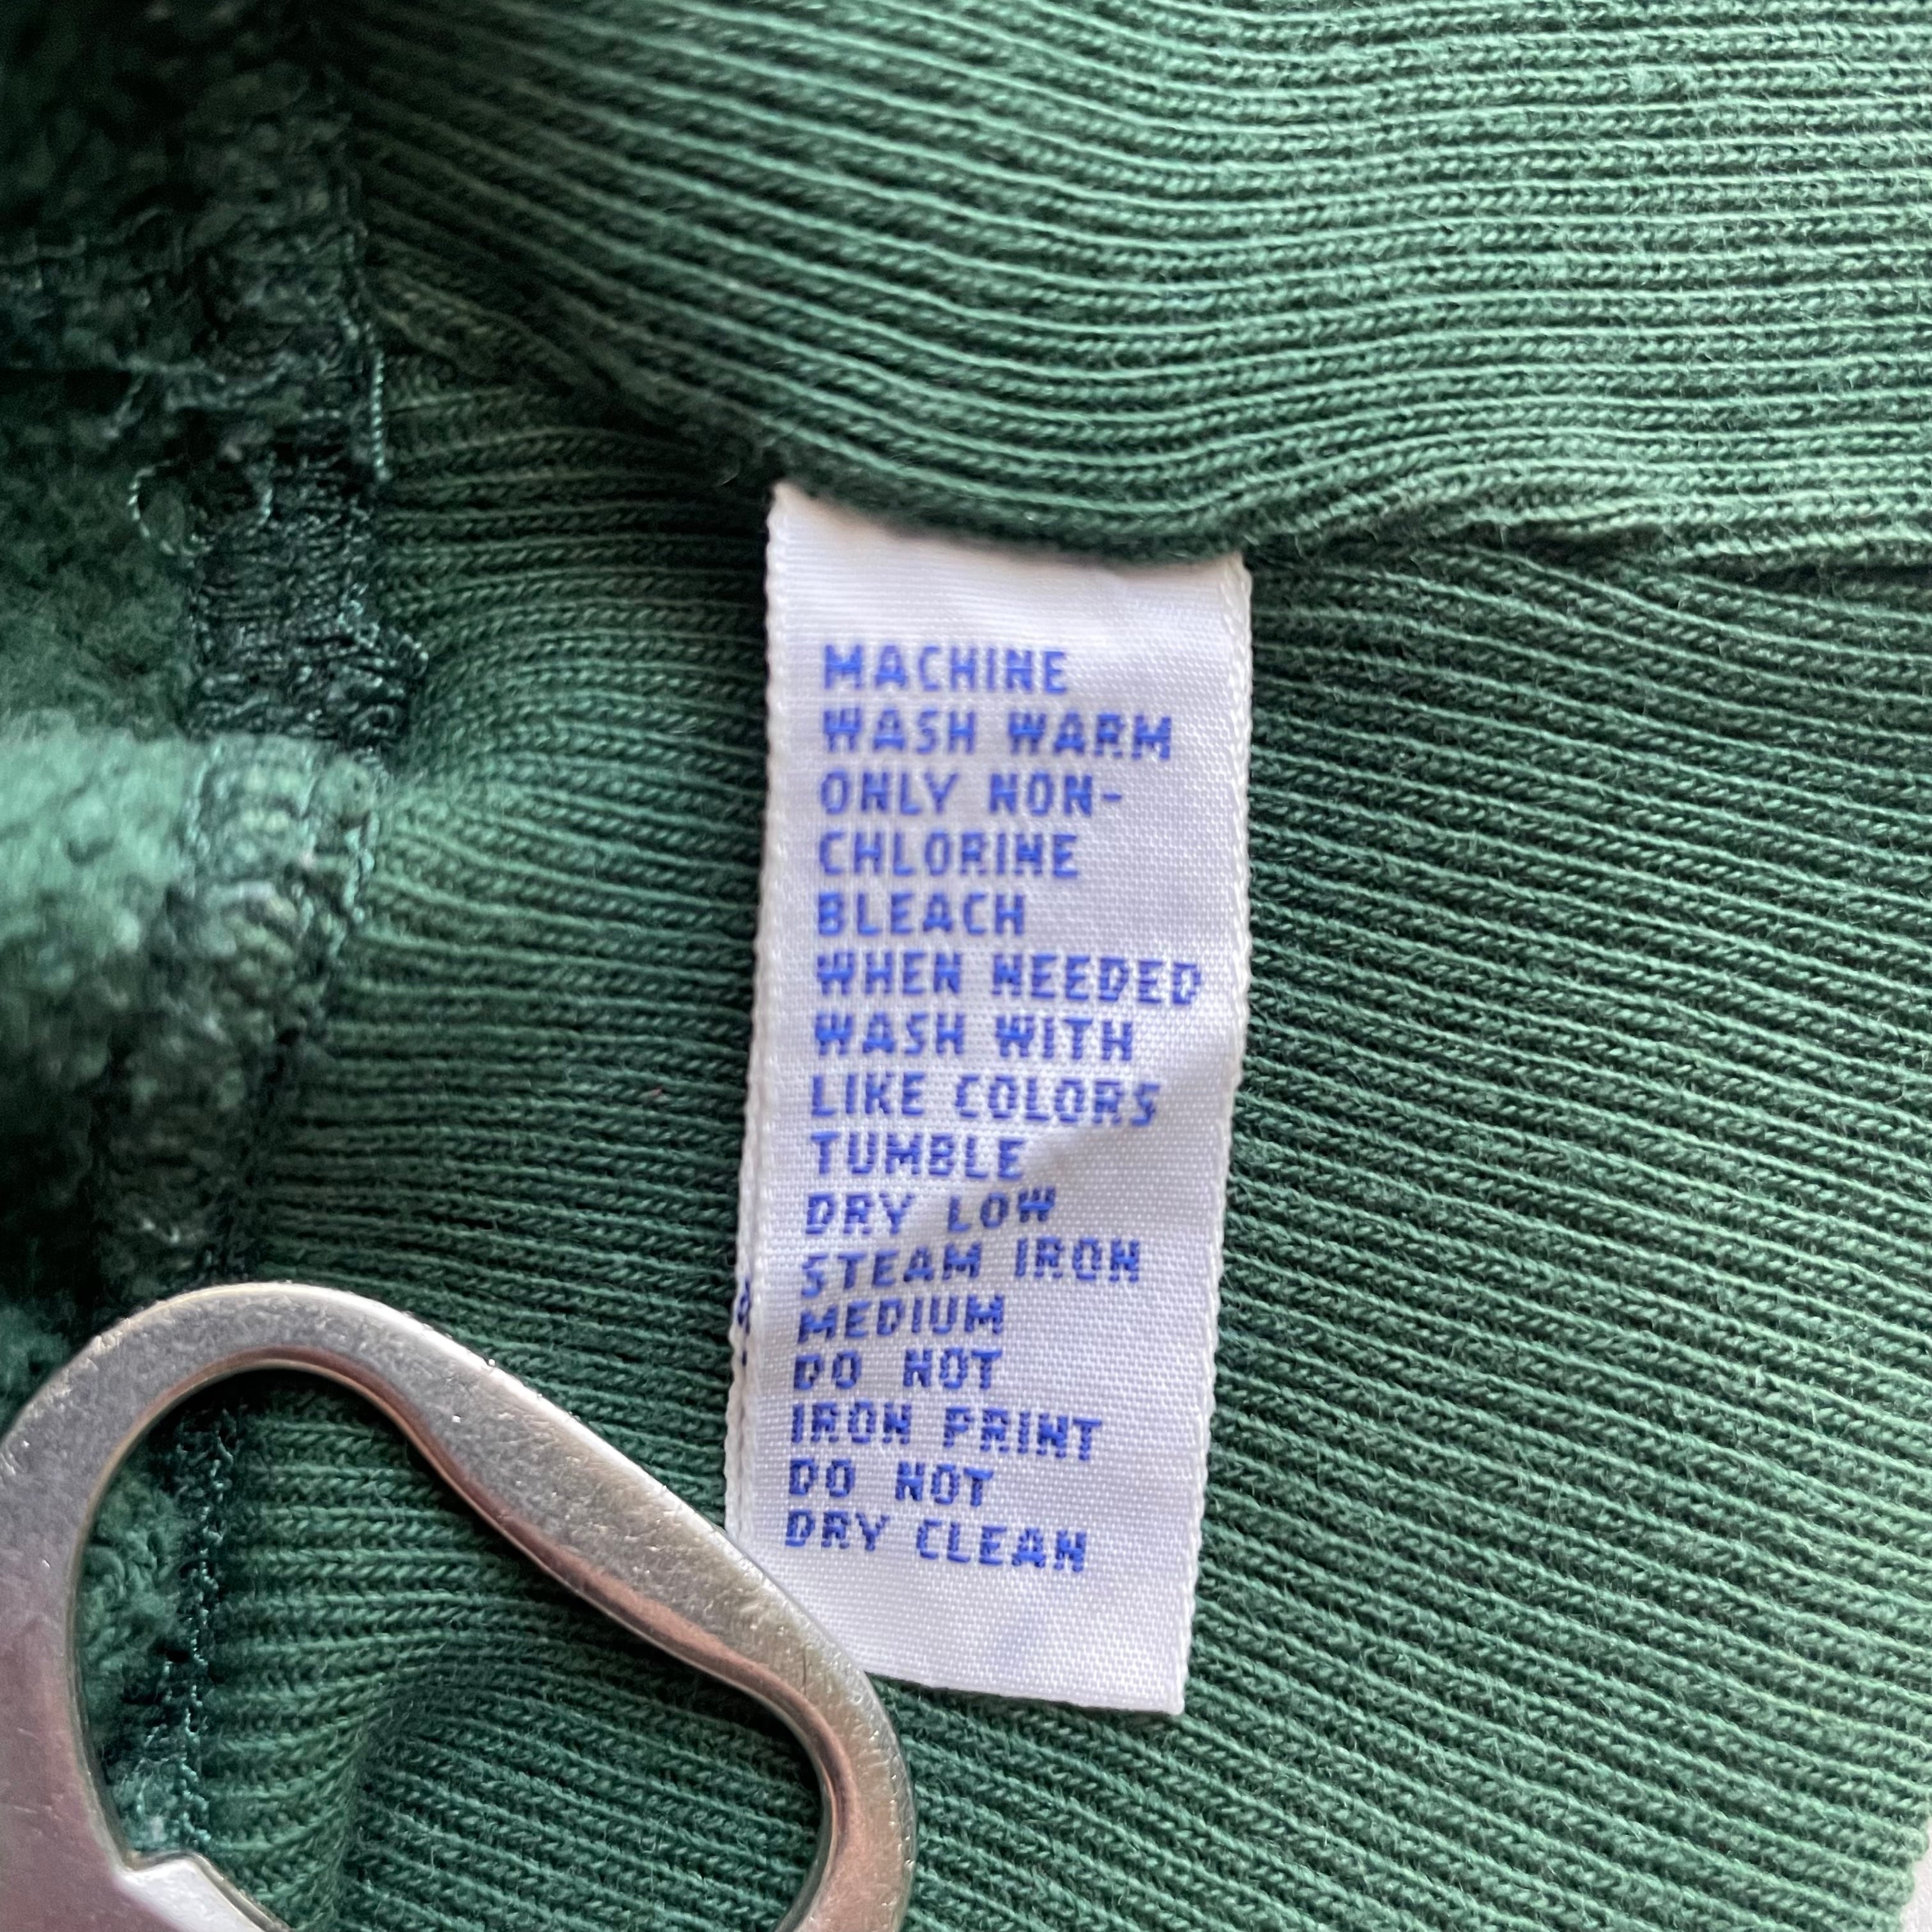 MACHINE
WASH WARM
ONLY NON-
CHLORINE
BLEACH
WHEN NEEDED
WASH WITH
LIKE COLORS
TUMBLE
DRY LOW
STEAM IRON
MEDIUM
DO NOT
IRON PRINT
DO NOT
DRY CLEAN